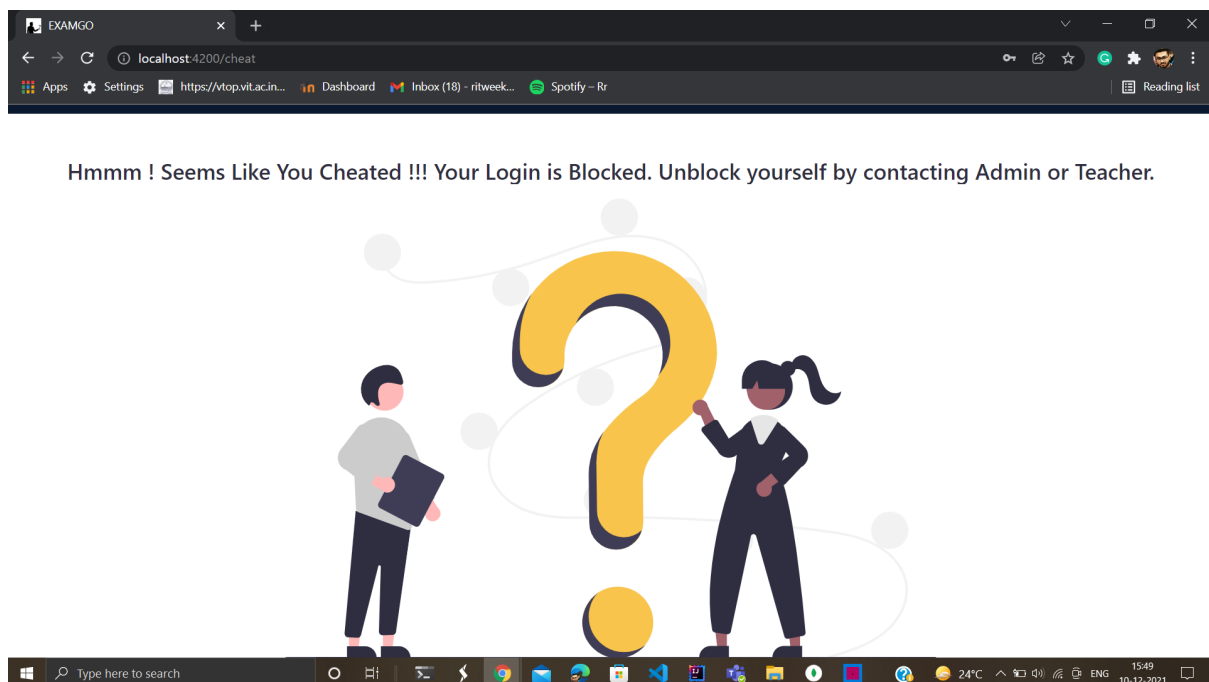 EXAMGO
localhost:4200/cheat
Apps Settings https://vtop.vit.ac.in... Dashboard Inbox (18) - ritweek... Spotify – Rr Reading list
Hmmm ! Seems Like You Cheated !!! Your Login is Blocked. Unblock yourself by contacting Admin or Teacher.
Type here to search 24°C ENG 15:49
10-12-2021